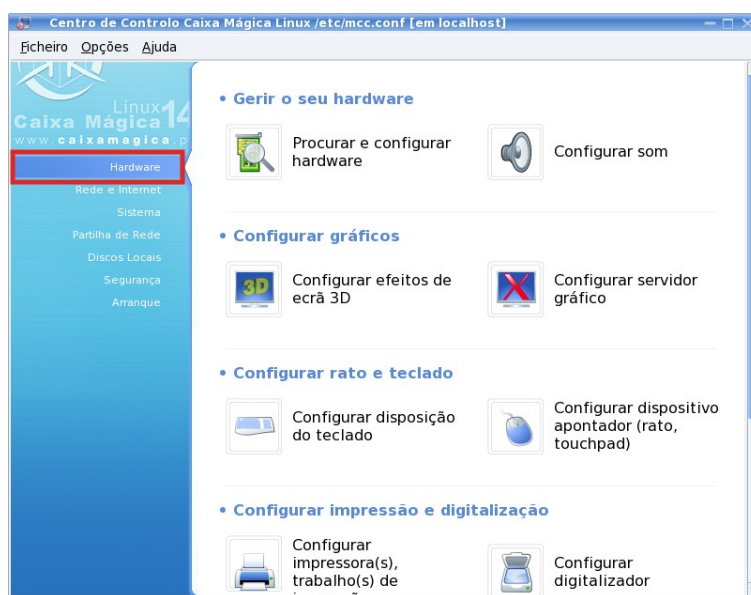 Centro de Controlo Caixa Mágica Linux /etc/mcc.conf [em localhost]
Ficheiro Opções Ajuda
Linux 14
Caixa Mágica
www.caixamagica.p
Hardware
Rede e Internet
Sistema
Partilha de Rede
Discos Locais
Segurança
Arranque
• Gerir o seu hardware
Procurar e configurar
hardware
Configurar som
• Configurar gráficos
3D
Configurar efeitos de
ecrã 3D
Configurar servidor
gráfico
• Configurar rato e teclado
Configurar disposição
do teclado
Configurar dispositivo
apontador (rato,
touchpad)
• Configurar impressão e digitalização
Configurar
impressora(s),
trabalho(s) de
Configurar
digitalizador